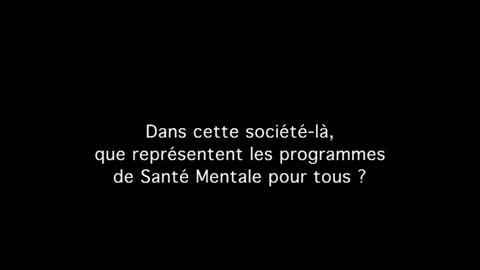 Dans cette société-là,
que représentent les programmes
de Santé Mentale pour tous ?